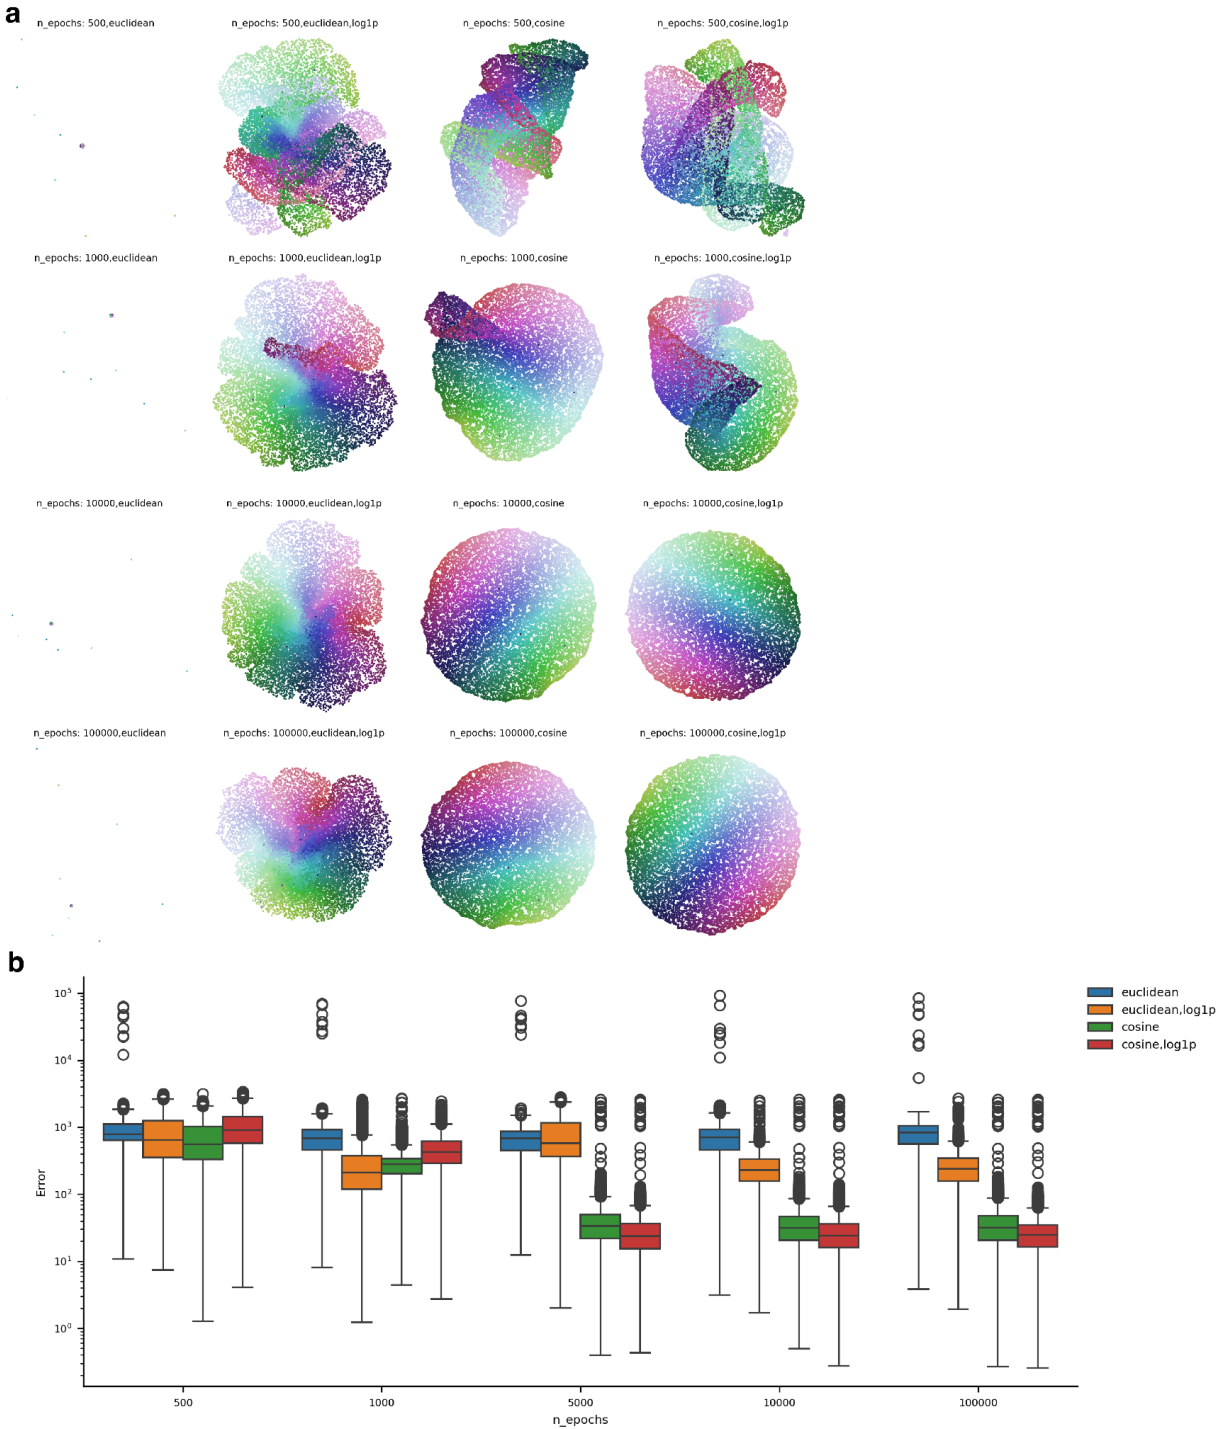 a
n_epochs: 500,euclidean
n_epochs: 500,euclidean,log1p
n_epochs: 500,cosine
n_epochs: 500,cosine,log1p
n_epochs: 1000,euclidean
n_epochs: 1000,euclidean,log1p
n_epochs: 1000,cosine
n_epochs: 1000,cosine,log1p
n_epochs: 10000,euclidean
n_epochs: 10000,euclidean,log1p
n_epochs: 10000,cosine
n_epochs: 10000,cosine,log1p
n_epochs: 100000,euclidean
n_epochs: 100000,euclidean,log1p
n_epochs: 100000,cosine
n_epochs: 100000,cosine,log1p
b
Error
10⁵
10⁴
10³
10²
10¹
10⁰
500
1000
5000
10000
100000
n_epochs
euclidean
euclidean,log1p
cosine
cosine,log1p